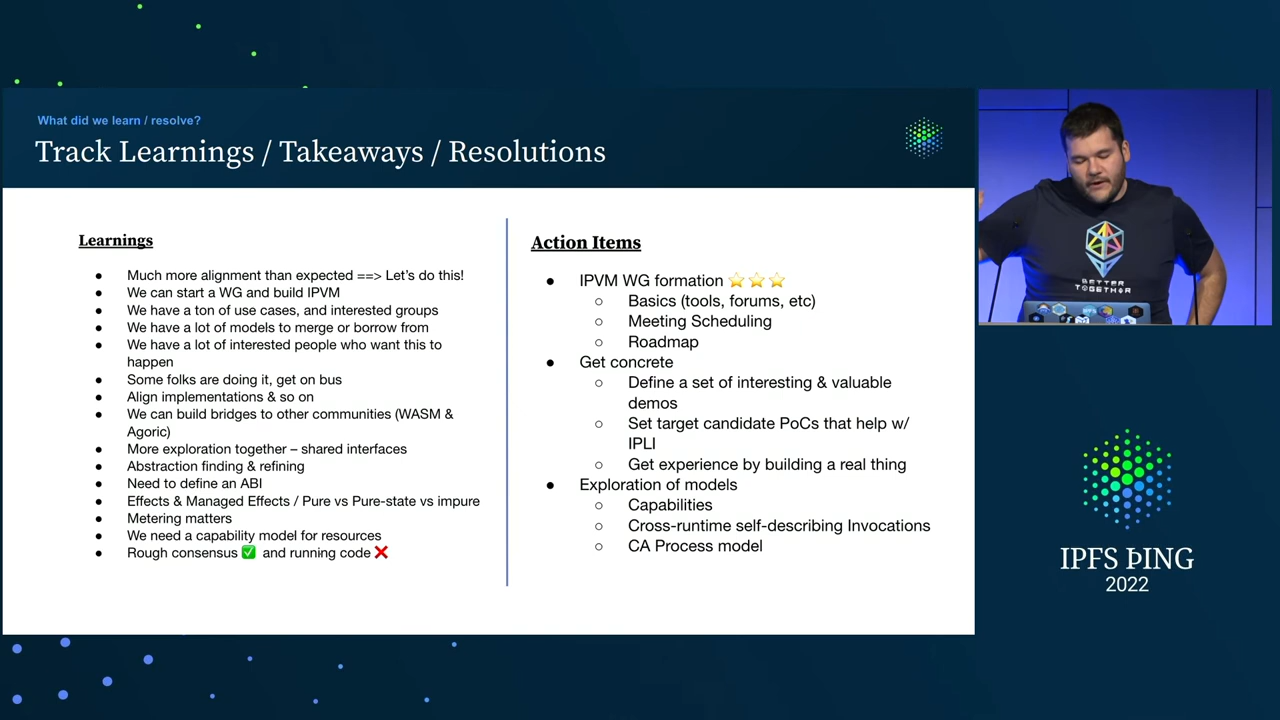 What did we learn / resolve?
Track Learnings / Takeaways / Resolutions
Learnings
● Much more alignment than expected ==> Let's do this!
● We can start a WG and build IPVM
● We have a ton of use cases, and interested groups
● We have a lot of models to merge or borrow from
● We have a lot of interested people who want this to
happen
● Some folks are doing it, get on bus
● Align implementations & so on
● We can build bridges to other communities (WASM &
Agoric)
● More exploration together – shared interfaces
● Abstraction finding & refining
● Need to define an ABI
● Effects & Managed Effects / Pure vs Pure-state vs impure
● Metering matters
● We need a capability model for resources
● Rough consensus ✅ and running code ❌
Action Items
● IPVM WG formation ⭐⭐⭐
○ Basics (tools, forums, etc)
○ Meeting Scheduling
○ Roadmap
● Get concrete
○ Define a set of interesting & valuable
demos
○ Set target candidate PoCs that help w/
IPLI
○ Get experience by building a real thing
● Exploration of models
○ Capabilities
○ Cross-runtime self-describing Invocations
○ CA Process model
BETTER
TOGETHER
IPFS ÞING
2022